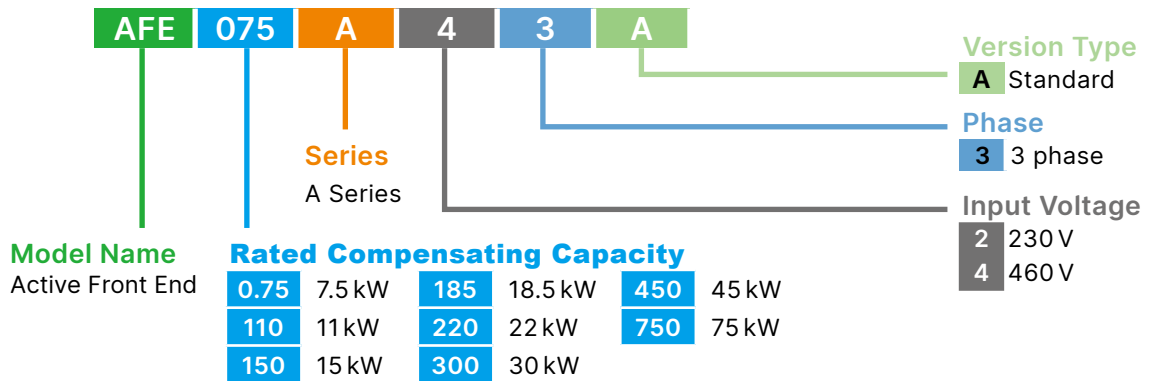 AFE 075 A 4 3 A
Version Type
A Standard
Phase
3 3 phase
Series
A Series
Input Voltage
2 230 V
4 460 V
Model Name
Active Front End
Rated Compensating Capacity
0.75 7.5 kW 185 18.5 kW 450 45 kW
110 11 kW 220 22 kW 750 75 kW
150 15 kW 300 30 kW